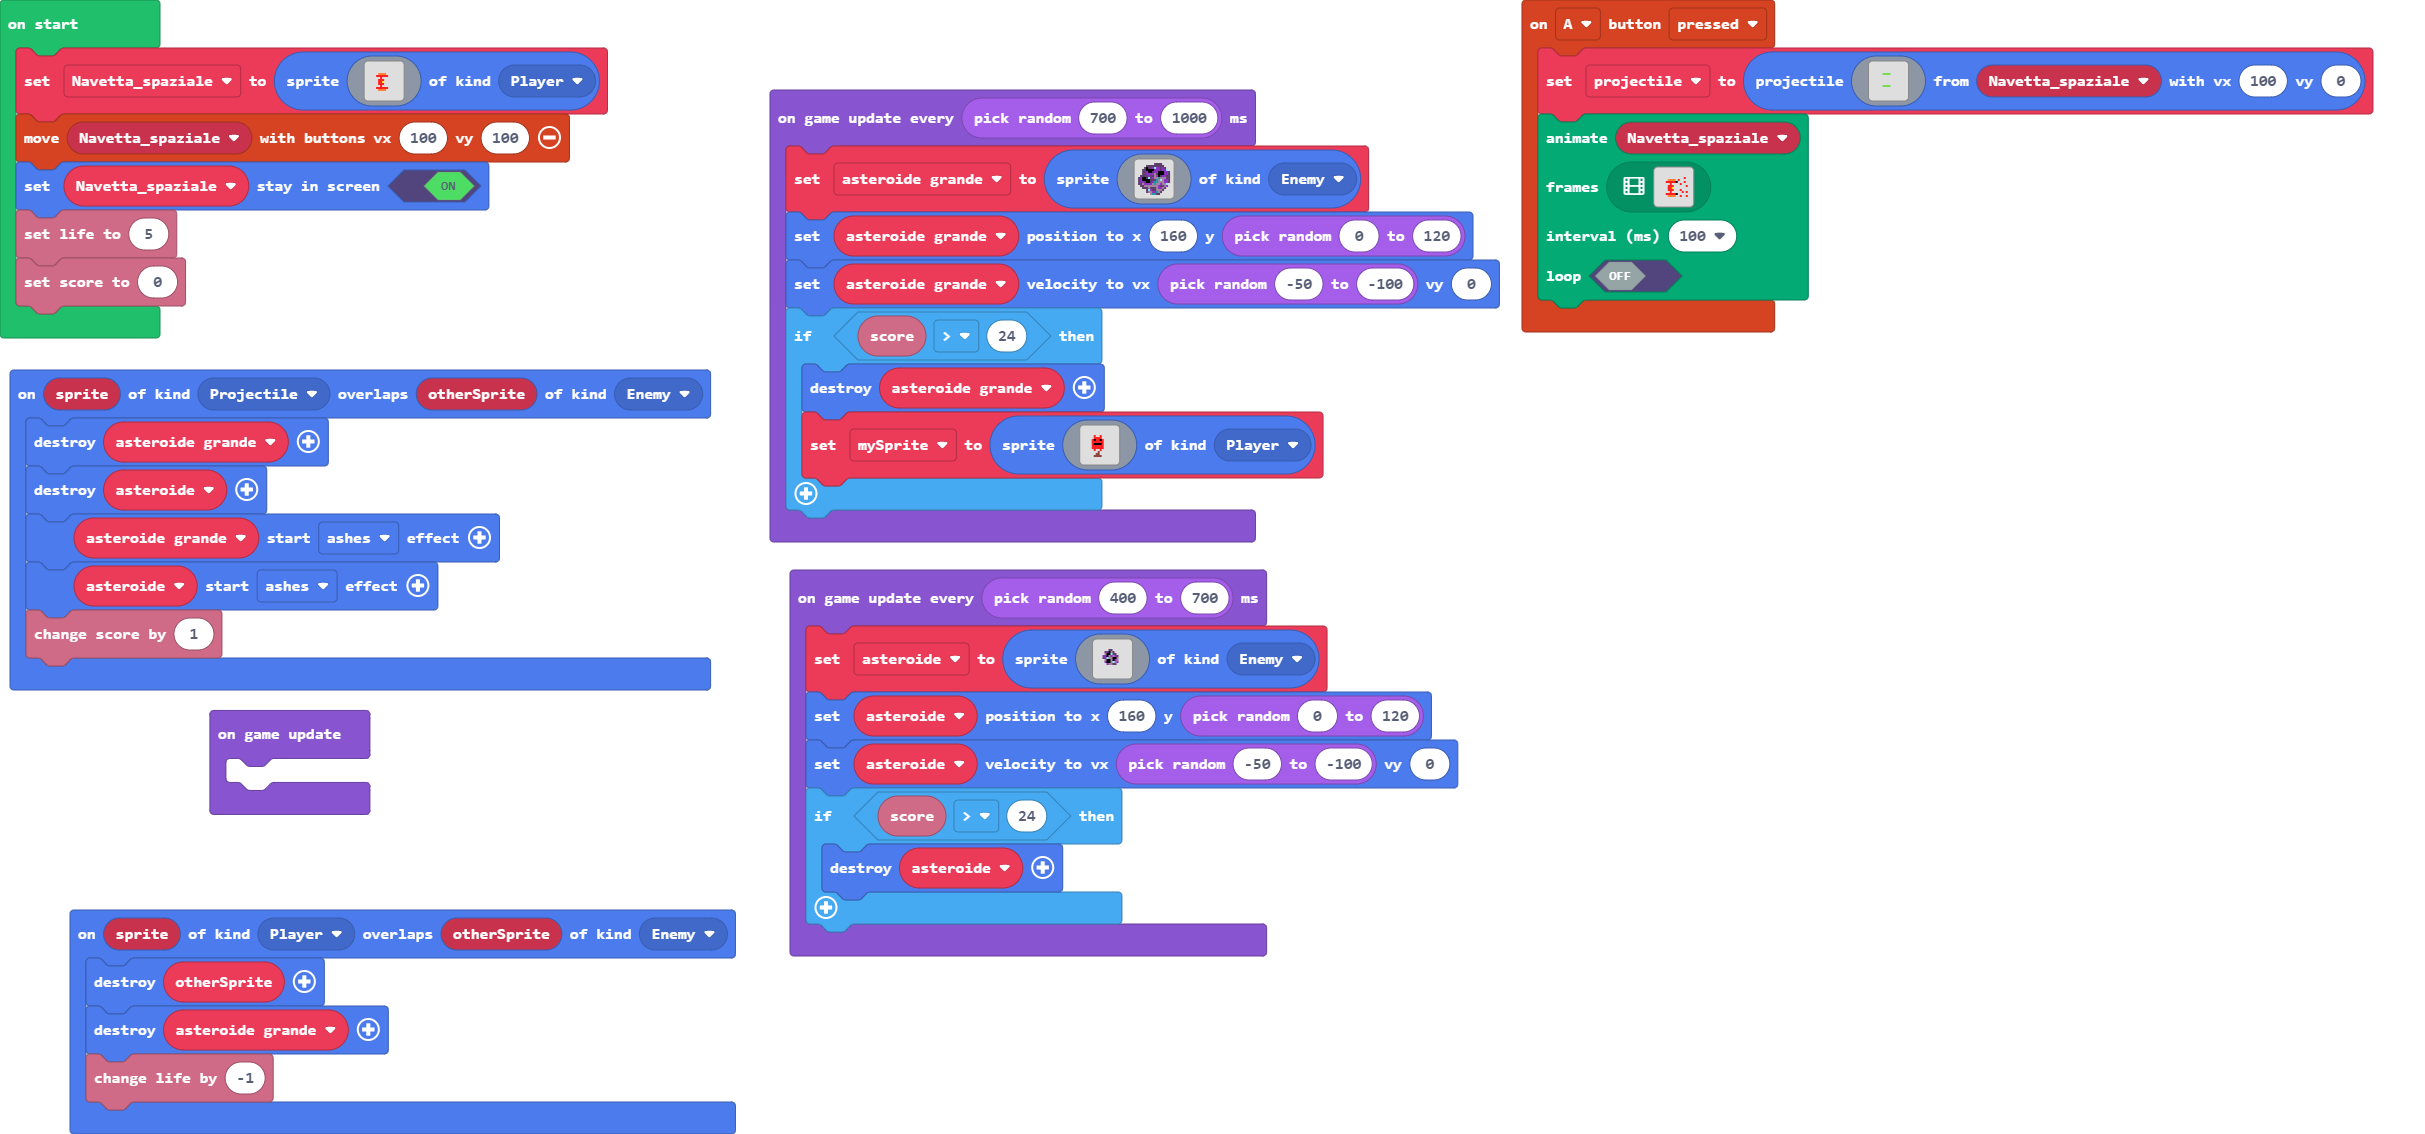 on start
set Navetta_spaziale to sprite of kind Player
move Navetta_spaziale with buttons vx 100 vy 100
set Navetta_spaziale stay in screen ON
set life to 5
set score to 0
on sprite of kind Projectile overlaps otherSprite of kind Enemy
destroy asteroide grande
destroy asteroide
asteroide grande start ashes effect
asteroide start ashes effect
change score by 1
on game update
on sprite of kind Player overlaps otherSprite of kind Enemy
destroy otherSprite
destroy asteroide grande
change life by -1
on game update every pick random 700 to 1000 ms
set asteroide grande to sprite of kind Enemy
set asteroide grande position to x 160 y pick random 0 to 120
set asteroide grande velocity to vx pick random -50 to -100 vy 0
if score > 24 then
destroy asteroide grande
set mySprite to sprite of kind Player
on game update every pick random 400 to 700 ms
set asteroide to sprite of kind Enemy
set asteroide position to x 160 y pick random 0 to 120
set asteroide velocity to vx pick random -50 to -100 vy 0
if score > 24 then
destroy asteroide
on A button pressed
set projectile to projectile from Navetta_spaziale with vx 100 vy 0
animate Navetta_spaziale
frames
interval (ms) 100
loop OFF